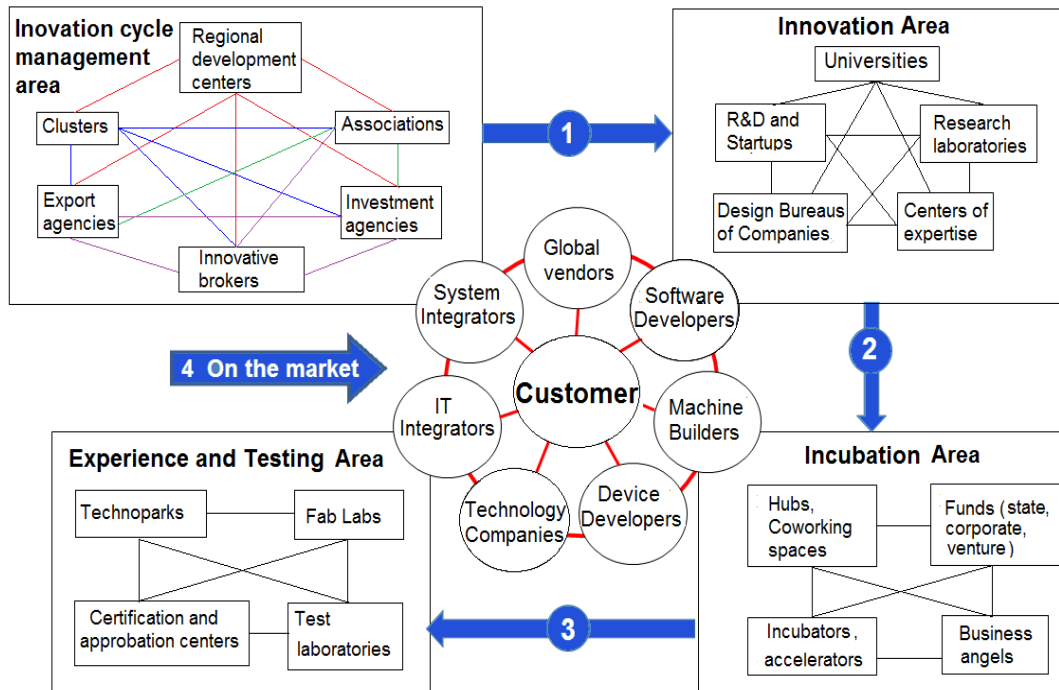 Inovation cycle
management
area
Regional
development
centers
Clusters
Associations
Export
agencies
Investment
agencies
Innovative
brokers
1
Innovation Area
Universities
R&D and
Startups
Research
laboratories
Design Bureaus
of Companies
Centers of
expertise
2
Global
vendors
System
Integrators
Software
Developers
4 On the market
Customer
IT
Integrators
Machine
Builders
Technology
Companies
Device
Developers
Experience and Testing Area
Technoparks
Fab Labs
Certification and
approbation centers
Test
laboratories
3
Incubation Area
Hubs,
Coworking
spaces
Funds (state,
corporate,
venture)
Incubators,
accelerators
Business
angels